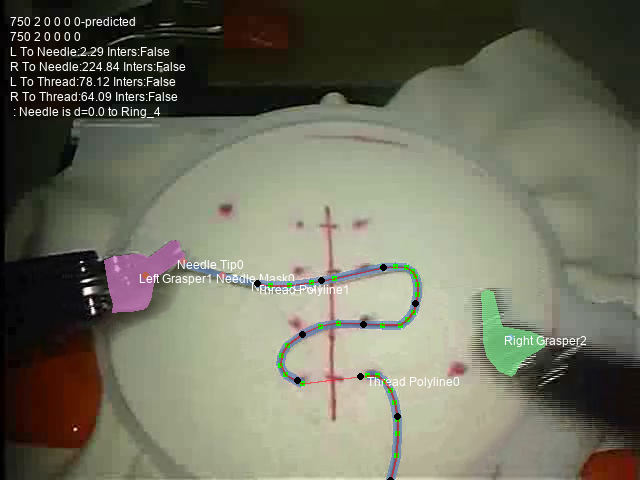 750 2 0 0 0 0-predicted
750 2 0 0 0 0
L To Needle:2.29 Inters:False
R To Needle:224.84 Inters:False
L To Thread:78.12 Inters:False
R To Thread:64.09 Inters:False
: Needle is d=0.0 to Ring_4
Needle Tip0
Left Grasper1 Needle Mask0
Thread Polyline1
Right Grasper2
Thread Polyline0